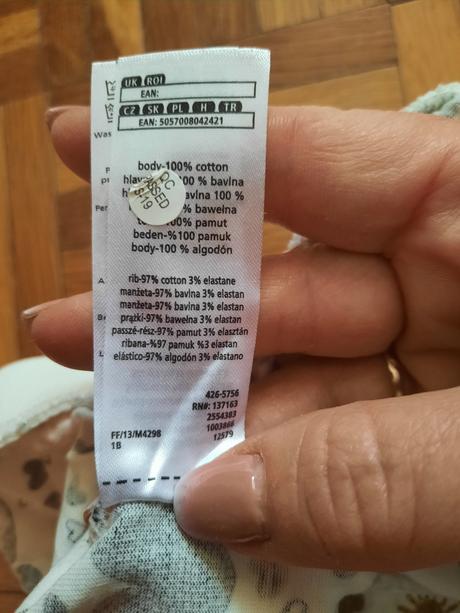 UK ROI
EAN:
CZ SK PL H TR
EAN: 5057008042421
Was
body-100% cotton
100 % bavlna
bavlna 100 %
% bawełna
100% pamut
beden-%100 pamuk
body-100 % algodón
QC
rib-97% cotton 3% elastane
manžeta-97% bavlna 3% elastan
manžeta-97% bavlna 3% elastan
prążki-97% bawełna 3% elastan
passzé-rész-97% pamut 3% elasztán
ribana-%97 pamuk %3 elastan
elástico-97% algodón 3% elastano
426-5756
RN#: 137163
2554383
1003866
12579
FF/13/M4298
1B